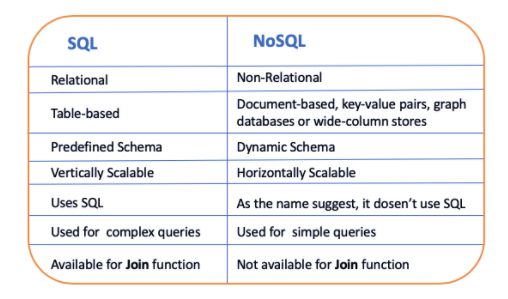 SQL NoSQL
Relational Non-Relational
Table-based Document-based, key-value pairs, graph
databases or wide-column stores
Predefined Schema Dynamic Schema
Vertically Scalable Horizontally Scalable
Uses SQL As the name suggest, it dosen't use SQL
Used for complex queries Used for simple queries
Available for Join function Not available for Join function